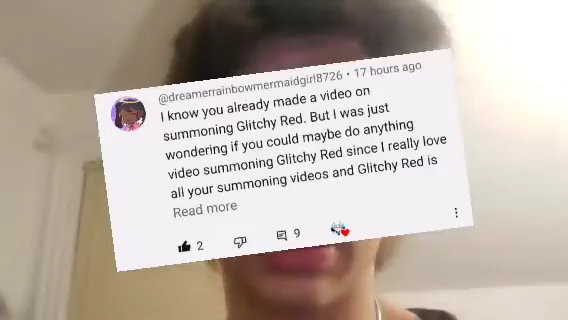 @dreamerrainbowmermaidgirl8726 • 17 hours ago
I know you already made a video on
summoning Glitchy Red. But I was just
wondering if you could maybe do anything
video summoning Glitchy Red since I really love
all your summoning videos and Glitchy Red is
Read more
2
9